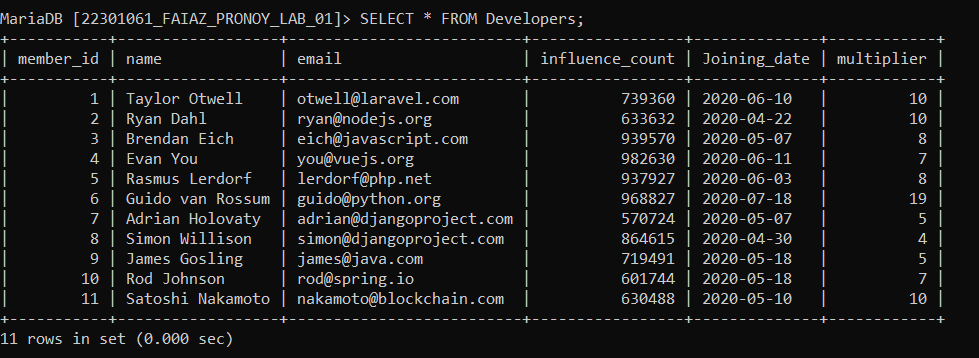 MariaDB [22301061_FAIAZ_PRONOY_LAB_01]> SELECT * FROM Developers;
+-----------+------------------+-------------------------+-----------------+--------------+------------+
| member_id | name             | email                   | influence_count | Joining_date | multiplier |
+-----------+------------------+-------------------------+-----------------+--------------+------------+
|         1 | Taylor Otwell    | otwell@laravel.com      |          739360 | 2020-06-10   |         10 |
|         2 | Ryan Dahl        | ryan@nodejs.org         |          633632 | 2020-04-22   |         10 |
|         3 | Brendan Eich     | eich@javascript.com     |          939570 | 2020-05-07   |          8 |
|         4 | Evan You         | you@vuejs.org           |          982630 | 2020-06-11   |          7 |
|         5 | Rasmus Lerdorf   | lerdorf@php.net         |          937927 | 2020-06-03   |          8 |
|         6 | Guido van Rossum | guido@python.org        |          968827 | 2020-07-18   |         19 |
|         7 | Adrian Holovaty  | adrian@djangoproject.com |          570724 | 2020-05-07   |          5 |
|         8 | Simon Willison   | simon@djangoproject.com |          864615 | 2020-04-30   |          4 |
|         9 | James Gosling    | james@java.com          |          719491 | 2020-05-18   |          5 |
|        10 | Rod Johnson      | rod@spring.io           |          601744 | 2020-05-18   |          7 |
|        11 | Satoshi Nakamoto | nakamoto@blockchain.com |          630488 | 2020-05-10   |         10 |
+-----------+------------------+-------------------------+-----------------+--------------+------------+
11 rows in set (0.000 sec)